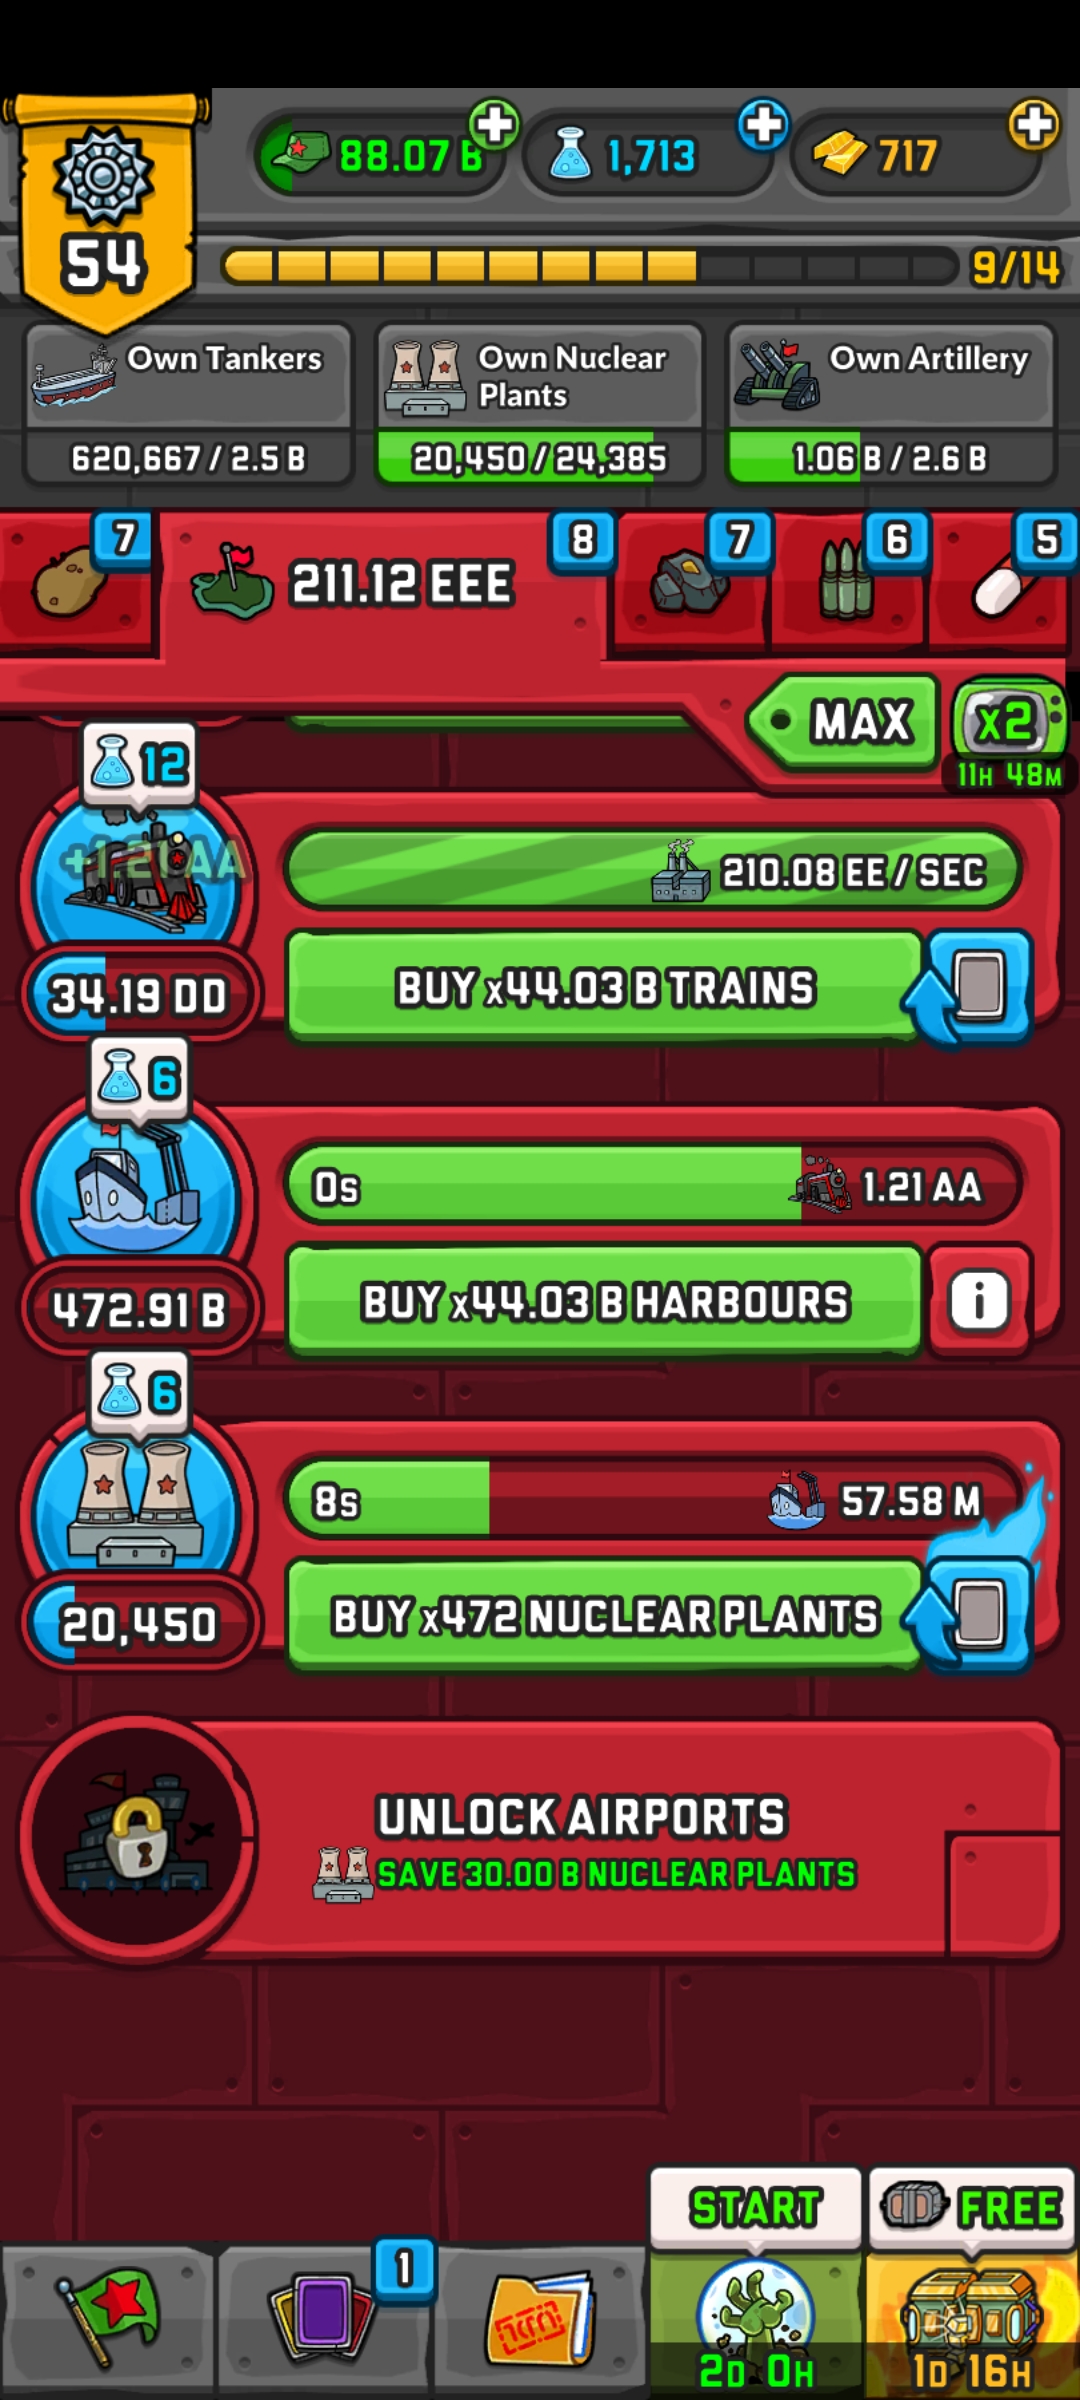 88.07 B
1,713
717
54
9/14
Own Tankers
620,667 / 2.5 B
Own Nuclear
Plants
20,450 / 24,385
Own Artillery
1.06 B / 2.6 B
7
211.12 EEE
8
7
6
5
MAX
x2
11H 48M
12
+1.21 AA
210.08 EE / SEC
34.19 DD
BUY x44.03 B TRAINS
6
0s
1.21 AA
472.91 B
BUY x44.03 B HARBOURS
i
6
8s
57.58 M
20,450
BUY x472 NUCLEAR PLANTS
UNLOCK AIRPORTS
SAVE 30.00 B NUCLEAR PLANTS
START
FREE
1
2D 0H
1D 16H